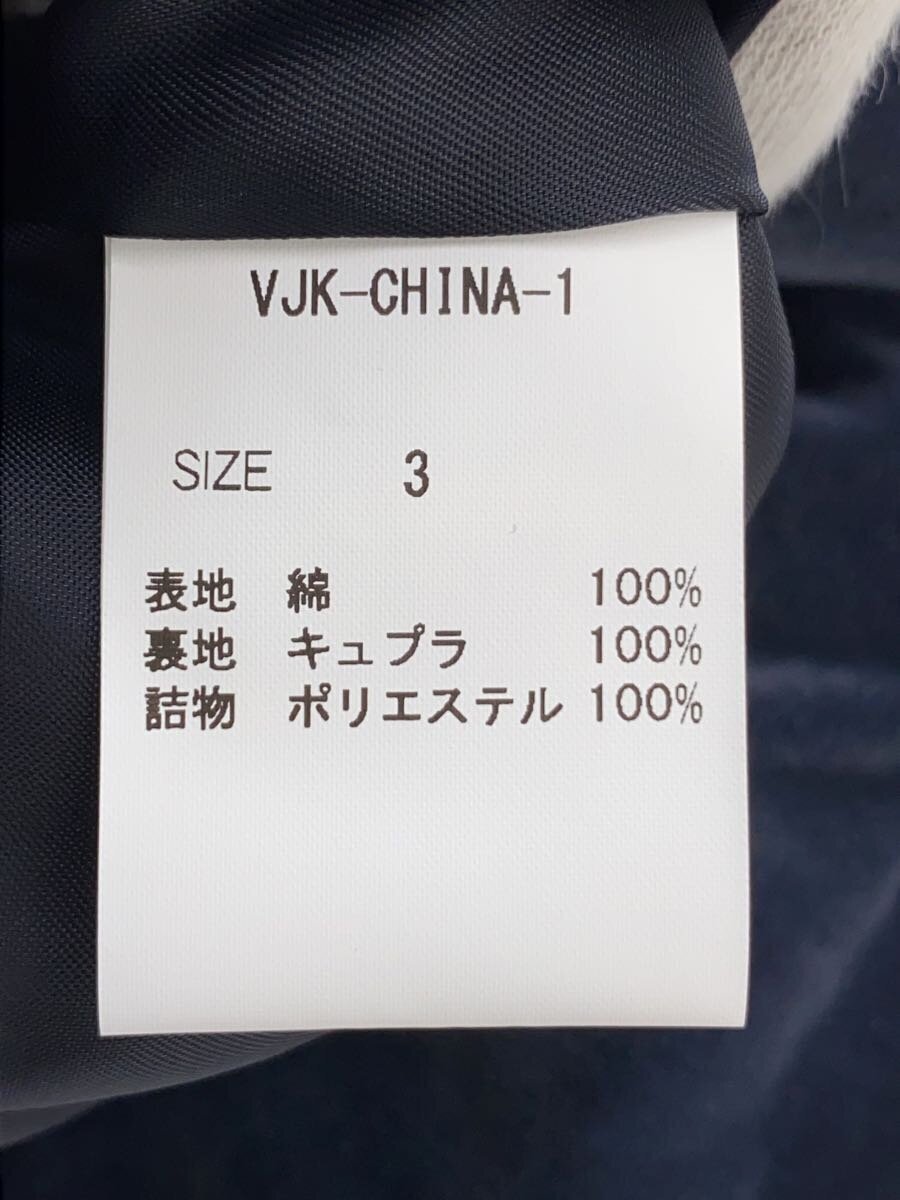 VJK-CHINA-1
SIZE 3
表地 綿 100%
裏地 キュプラ 100%
詰物 ポリエステル 100%